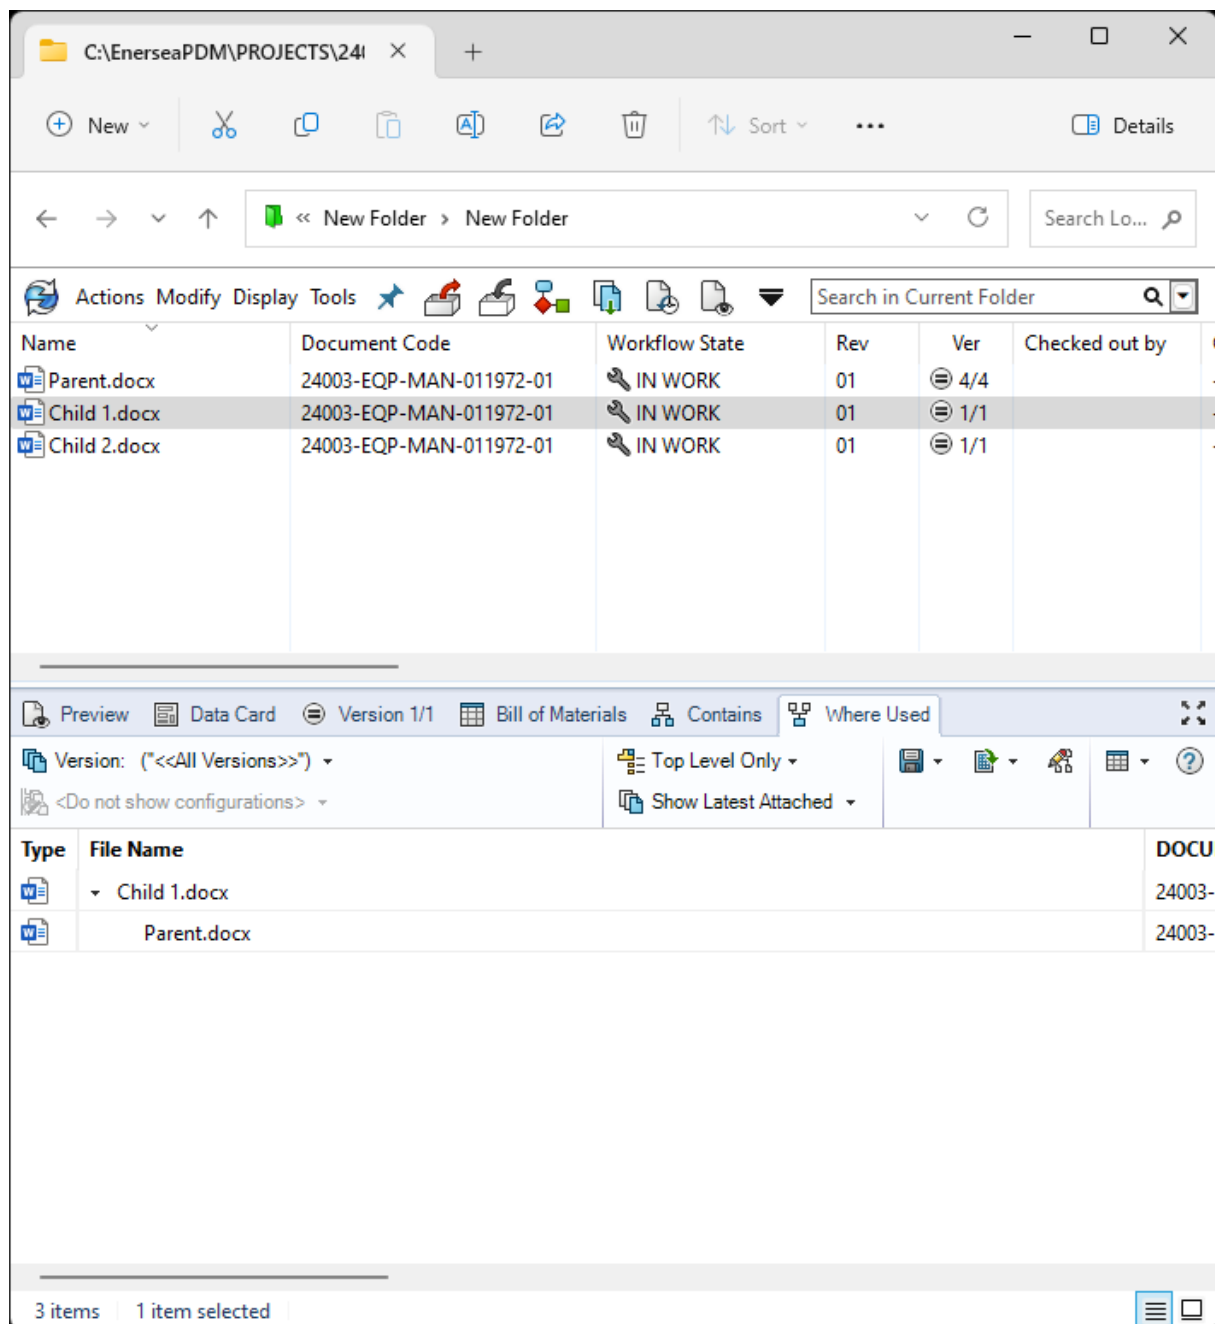 C:\EnerseaPDM\PROJECTS\24
New
Sort
Details
« New Folder > New Folder
Search Lo...
Actions Modify Display Tools
Search in Current Folder
Name Document Code Workflow State Rev Ver Checked out by
Parent.docx 24003-EQP-MAN-011972-01 IN WORK 01 4/4
Child 1.docx 24003-EQP-MAN-011972-01 IN WORK 01 1/1
Child 2.docx 24003-EQP-MAN-011972-01 IN WORK 01 1/1
Preview Data Card Version 1/1 Bill of Materials Contains Where Used
Version: ("<<All Versions>>") Top Level Only
<Do not show configurations> Show Latest Attached
Type File Name DOCU
Child 1.docx 24003-
Parent.docx 24003-
3 items 1 item selected